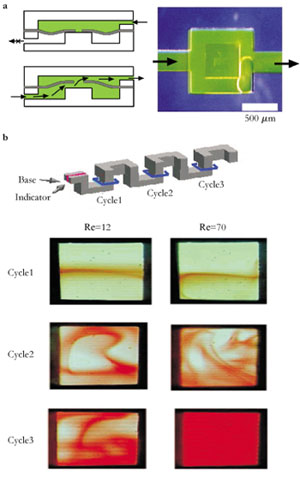 a
500 μm
b
Base
Indicator
Cycle1
Cycle2
Cycle3
Re=12 Re=70
Cycle1
Cycle2
Cycle3